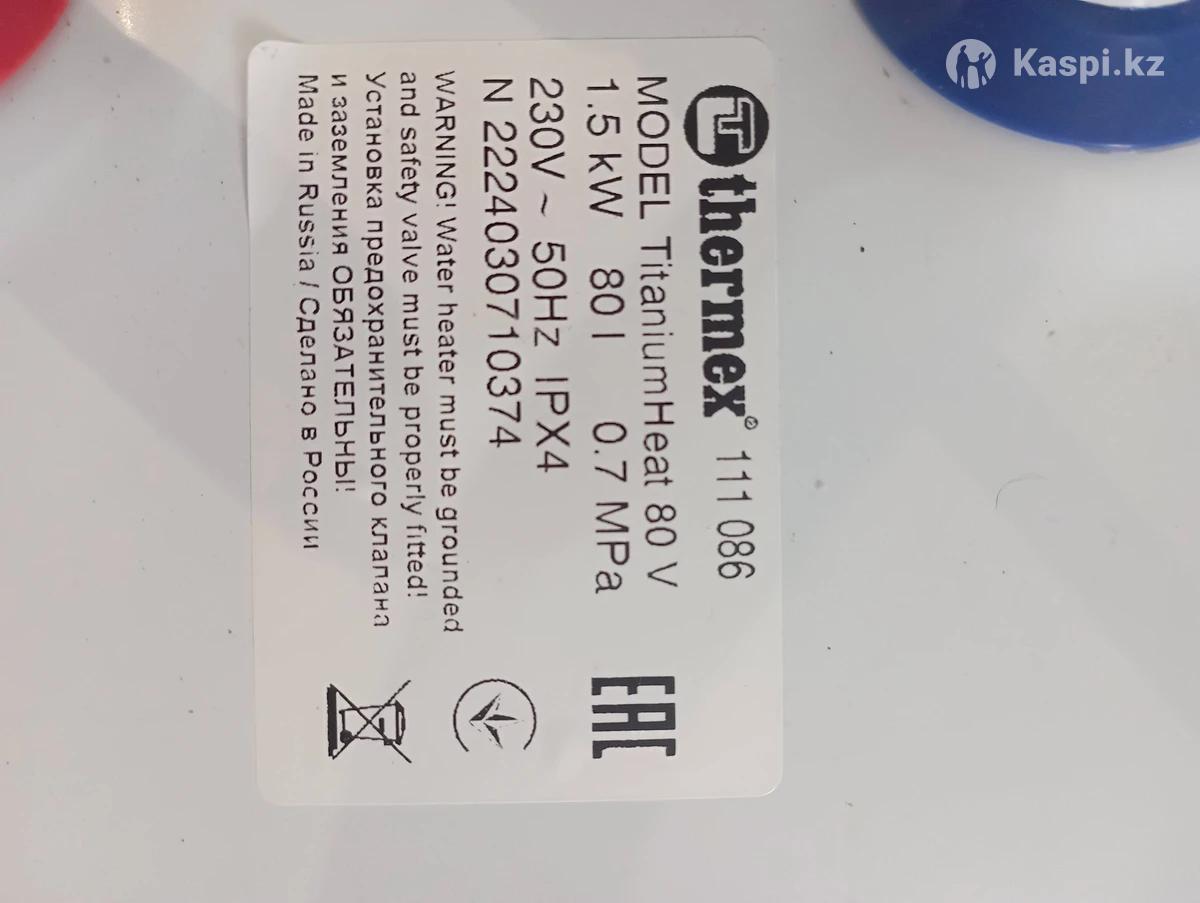 thermex® 111 086
MODEL TitaniumHeat 80 V
1.5 kW 80 l 0.7 MPa
230V ~ 50Hz IPX4
N 2224030710374
WARNING! Water heater must be grounded
and safety valve must be properly fitted!
Установка предохранительного клапана
и заземления ОБЯЗАТЕЛЬНЫ!
Made in Russia / Сделано в России
EAC
Kaspi.kz